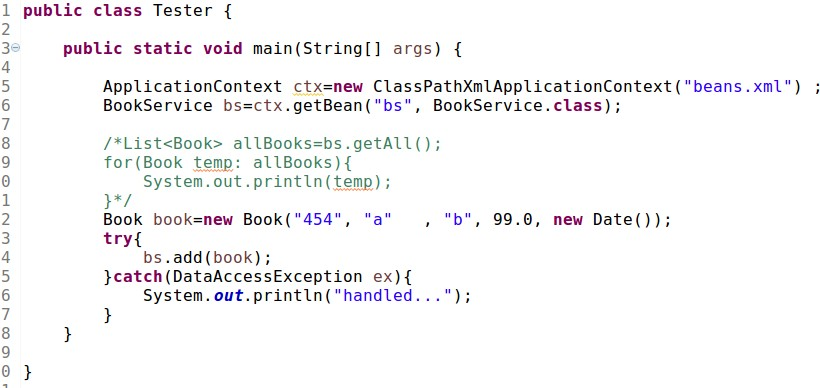 1 public class Tester {
2
3 public static void main(String[] args) {
4
5 ApplicationContext ctx=new ClassPathXmlApplicationContext("beans.xml") ;
6 BookService bs=ctx.getBean("bs", BookService.class);
7
8 /*List<Book> allBooks=bs.getAll();
9 for(Book temp: allBooks){
0 System.out.println(temp);
1 }*/
2 Book book=new Book("454", "a"   , "b", 99.0, new Date());
3 try{
4 bs.add(book);
5 }catch(DataAccessException ex){
6 System.out.println("handled...");
7 }
8 }
9
0 }